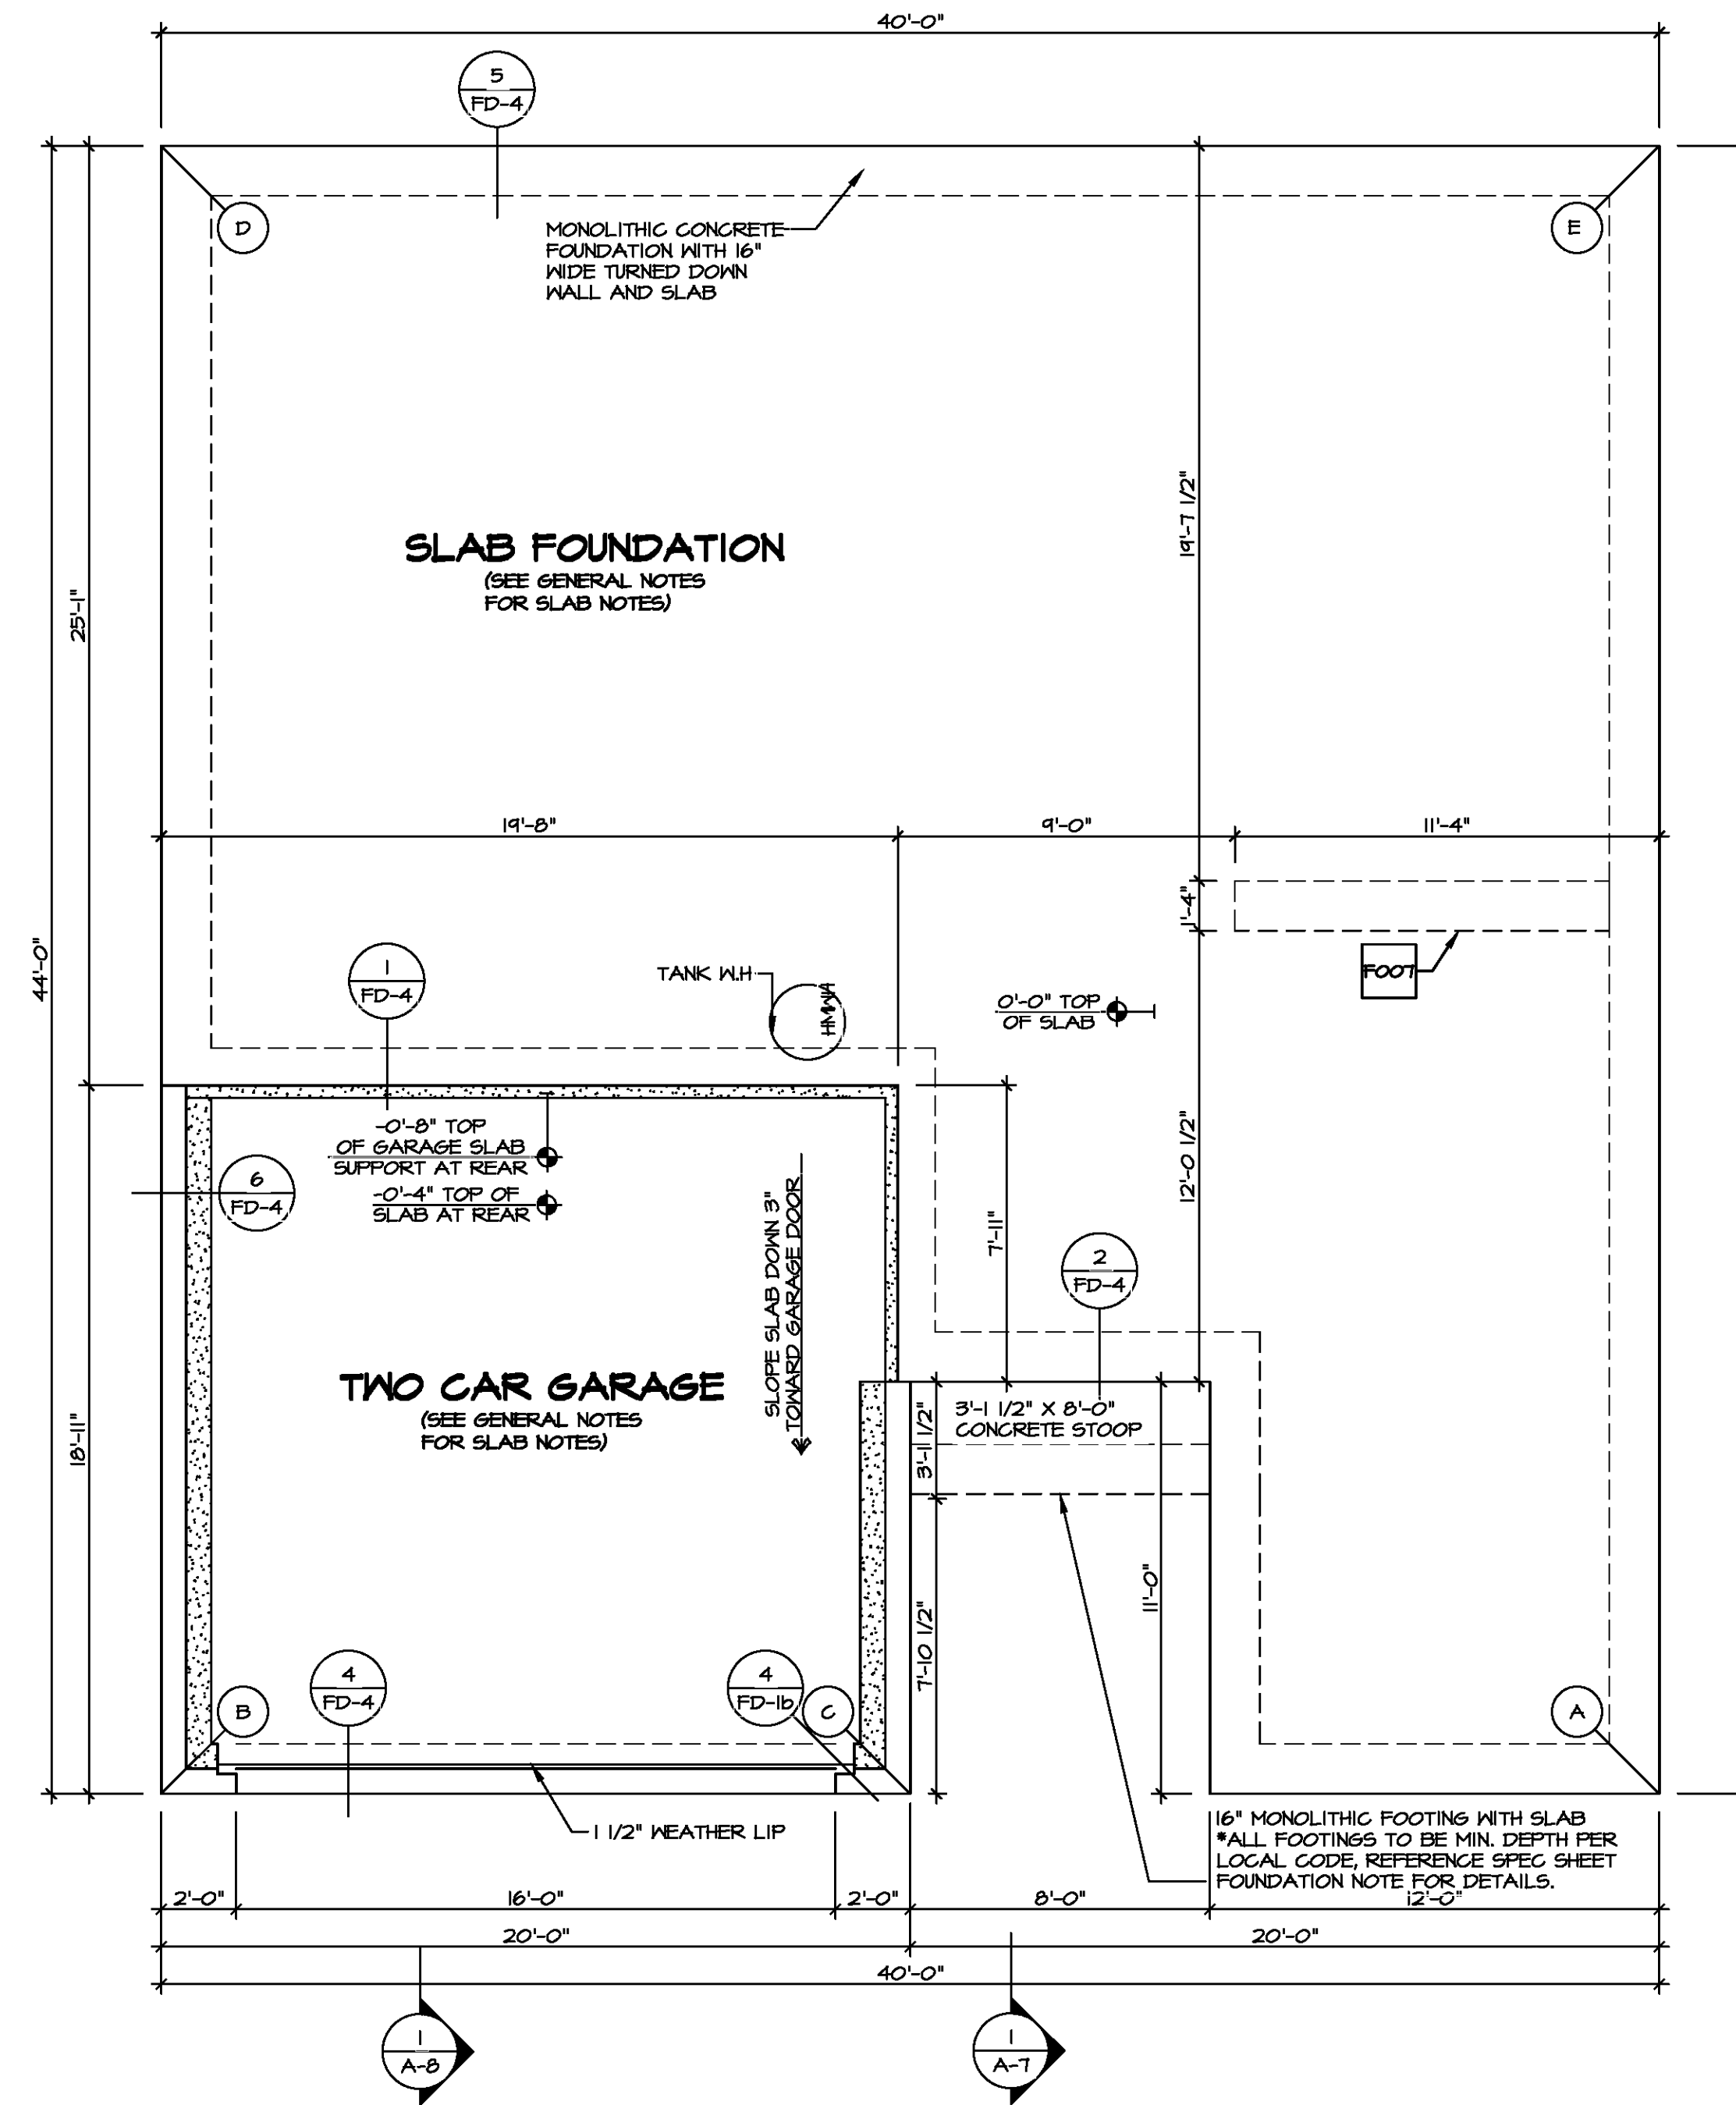 40'-0"
5
FD-4
D
E
MONOLITHIC CONCRETE
FOUNDATION WITH 16"
WIDE TURNED DOWN
WALL AND SLAB
19'-7 1/2"
SLAB FOUNDATION
(SEE GENERAL NOTES
FOR SLAB NOTES)
25'-1"
44'-0"
19'-8"
9'-0"
11'-4"
1'-4"
FOOT
1
FD-4
TANK W.H.
HMWH
0'-0" TOP
OF SLAB
-0'-8" TOP
OF GARAGE SLAB
SUPPORT AT REAR
-0'-4" TOP OF
SLAB AT REAR
6
FD-4
SLOPE SLAB DOWN 3"
TOWARD GARAGE DOOR
7'-11"
12'-0 1/2"
2
FD-4
TWO CAR GARAGE
(SEE GENERAL NOTES
FOR SLAB NOTES)
18'-11"
3'-1 1/2"
3'-1 1/2" X 8'-0"
CONCRETE STOOP
7'-10 1/2"
11'-0"
4
FD-4
4
FD-1b
B
C
A
1 1/2" WEATHER LIP
16" MONOLITHIC FOOTING WITH SLAB
*ALL FOOTINGS TO BE MIN. DEPTH PER
LOCAL CODE, REFERENCE SPEC SHEET
FOUNDATION NOTE FOR DETAILS.
2'-0"
16'-0"
2'-0"
8'-0"
12'-0"
20'-0"
20'-0"
40'-0"
1
A-8
1
A-7